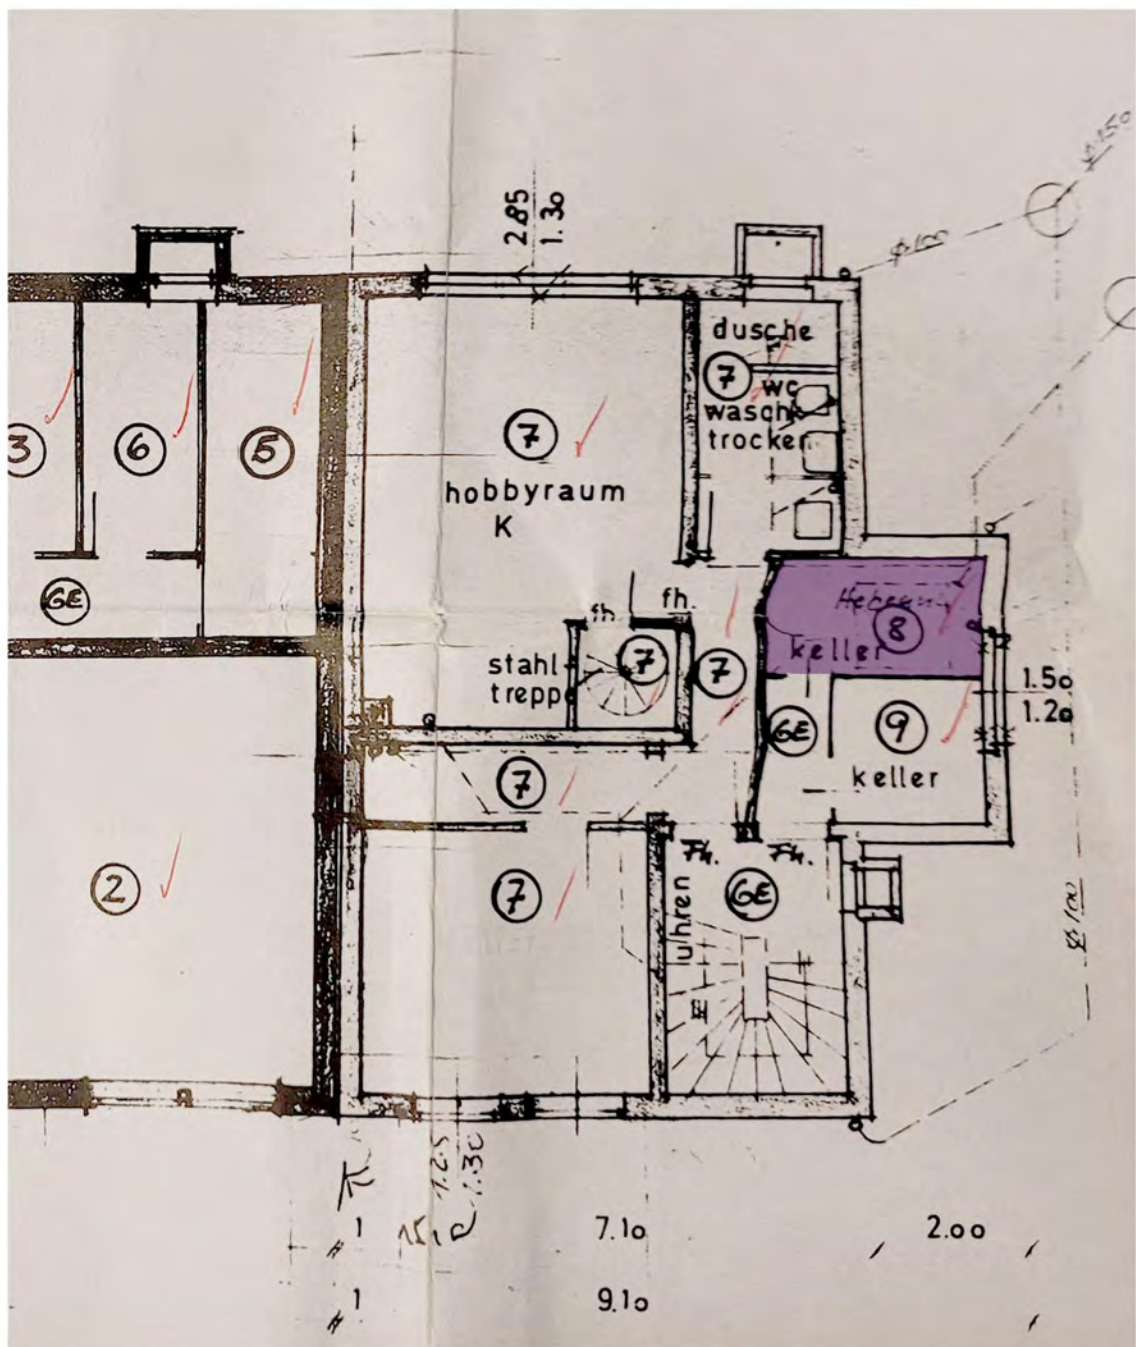 ø150
2.85
1.30
ø100
dusche
7
wc
wasch
trocker
3
6
5
7
hobbyraum
K
GE
fh.
fh.
8
keller
stahl
treppe
7
7
1.50
1.20
GE
9
keller
7
Fh.
Fh.
2
7
uhren
GE
ø100
1.25
1.30
7.10
2.00
9.10